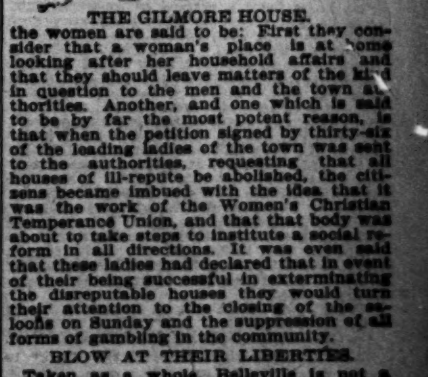 THE GILMORE HOUSE.
the women are said to be: First they con-
sider that a woman's place is at home
looking after her household affairs and
that they should leave matters of the kind
in question to the men and the town au-
thorities. Another, and one which is said
to be by far the most potent reason, is
that when the petition signed by thirty-six
of the leading ladies of the town was sent
to the authorities, requesting that all
houses of ill-repute be abolished, the citi-
zens became imbued with the idea that it
was the work of the Women's Christian
Temperance Union, and that that body was
about to take steps to institute a social re-
form in all directions. It was even said
that these ladies had declared that in event
of their being successful in exterminating
the disreputable houses they would turn
their attention to the closing of the sa-
loons on Sunday and the suppression of all
forms of gambling in the community.
BLOW AT THEIR LIBERTIES.
Taken as a whole Belleville is not a